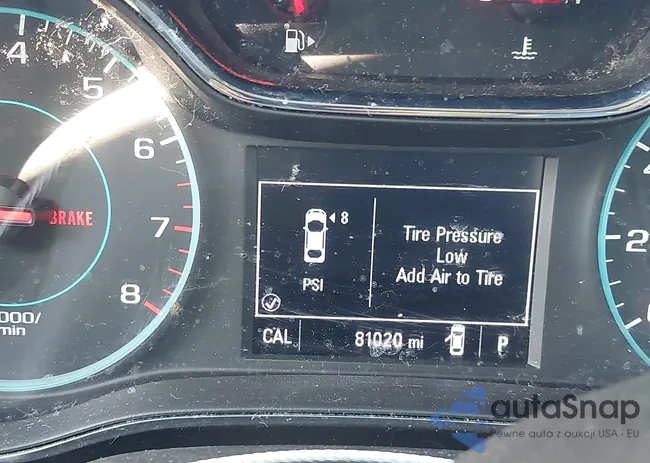 4
5
6
7
8
BRAKE
000/
min
8
PSI
Tire Pressure
Low
Add Air to Tire
CAL
81020 mi
P
2
autoSnap
Pewne auta z aukcji USA i EU